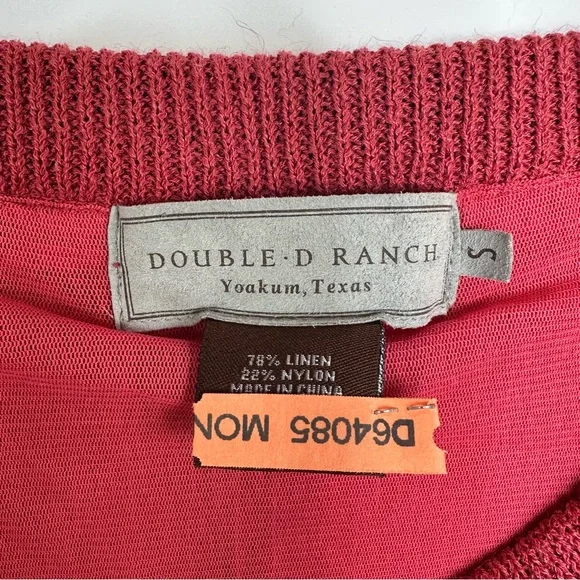 DOUBLE·D RANCH
Yoakum, Texas
S
78% LINEN
22% NYLON
MADE IN CHINA
D64085 MON